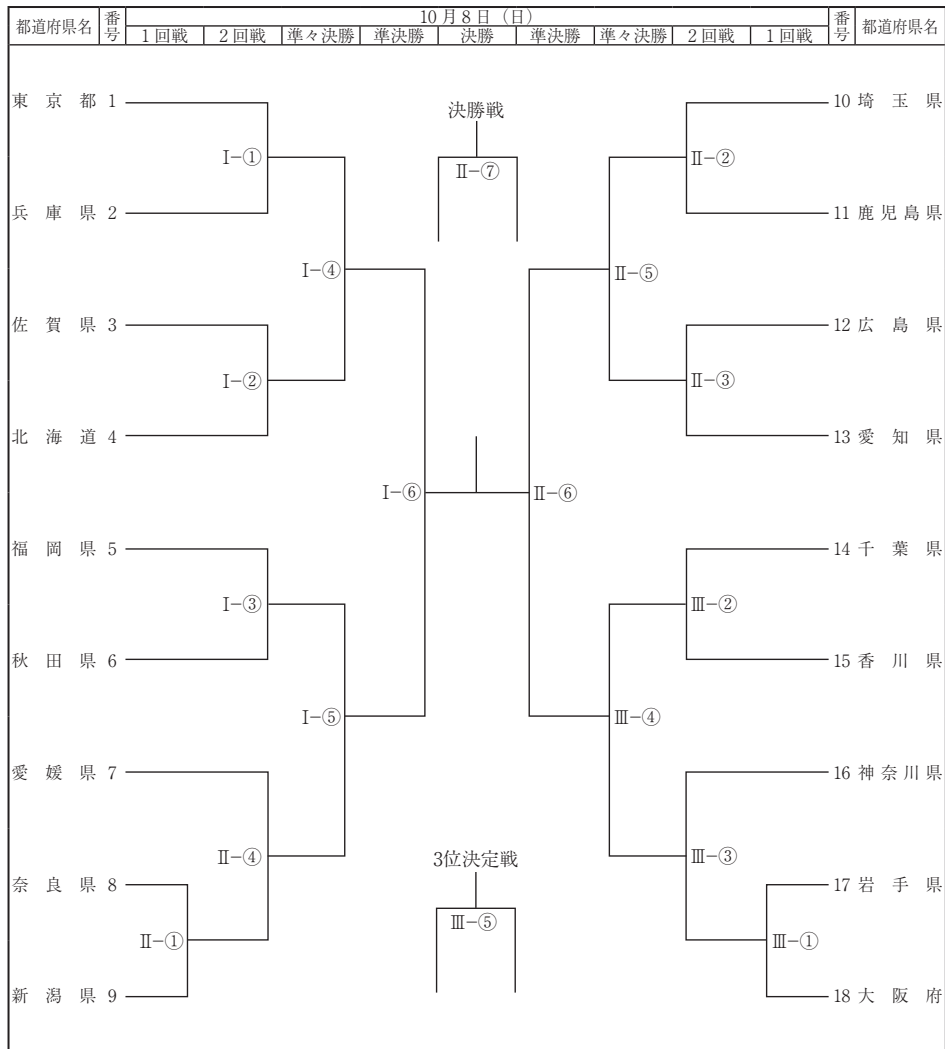 都道府県名 番号 10月8日（日） 番号 都道府県名
1回戦 2回戦 準々決勝 準決勝 決勝 準決勝 準々決勝 2回戦 1回戦
東京都 1 10 埼玉県
決勝戦
Ⅰ−① Ⅱ−⑦ Ⅱ−②
兵庫県 2 11 鹿児島県
Ⅰ−④ Ⅱ−⑤
佐賀県 3 12 広島県
Ⅰ−② Ⅱ−③
北海道 4 13 愛知県
Ⅰ−⑥ Ⅱ−⑥
福岡県 5 14 千葉県
Ⅰ−③ Ⅲ−②
秋田県 6 15 香川県
Ⅰ−⑤ Ⅲ−④
愛媛県 7 16 神奈川県
Ⅱ−④ 3位決定戦 Ⅲ−③
奈良県 8 17 岩手県
Ⅲ−⑤
Ⅱ−① Ⅲ−①
新潟県 9 18 大阪府